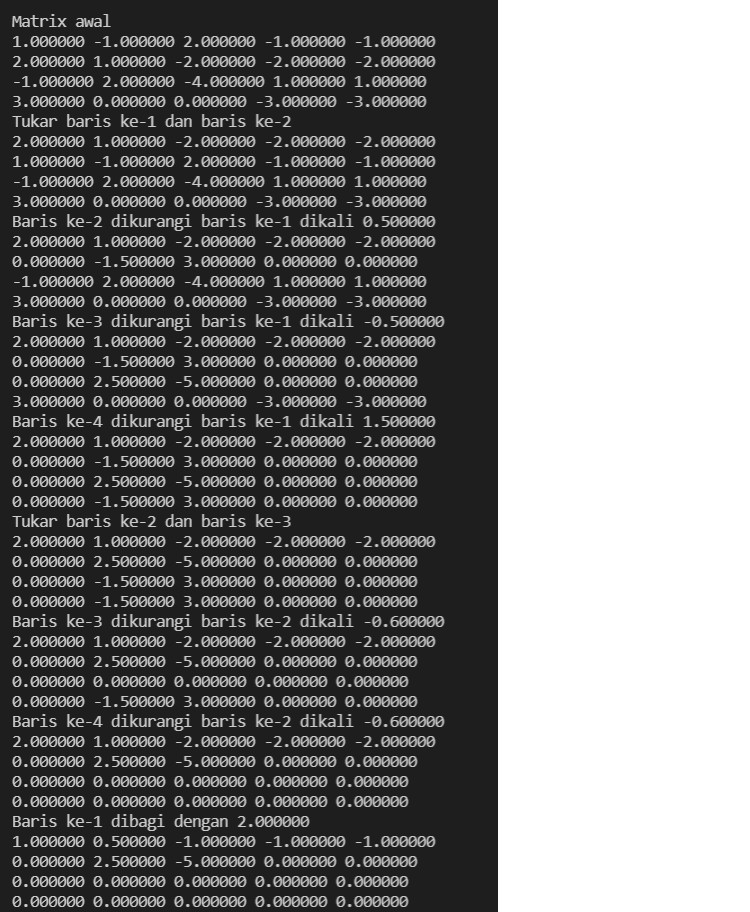 Matrix awal
1.000000 -1.000000 2.000000 -1.000000 -1.000000
2.000000 1.000000 -2.000000 -2.000000 -2.000000
-1.000000 2.000000 -4.000000 1.000000 1.000000
3.000000 0.000000 0.000000 -3.000000 -3.000000
Tukar baris ke-1 dan baris ke-2
2.000000 1.000000 -2.000000 -2.000000 -2.000000
1.000000 -1.000000 2.000000 -1.000000 -1.000000
-1.000000 2.000000 -4.000000 1.000000 1.000000
3.000000 0.000000 0.000000 -3.000000 -3.000000
Baris ke-2 dikurangi baris ke-1 dikali 0.500000
2.000000 1.000000 -2.000000 -2.000000 -2.000000
0.000000 -1.500000 3.000000 0.000000 0.000000
-1.000000 2.000000 -4.000000 1.000000 1.000000
3.000000 0.000000 0.000000 -3.000000 -3.000000
Baris ke-3 dikurangi baris ke-1 dikali -0.500000
2.000000 1.000000 -2.000000 -2.000000 -2.000000
0.000000 -1.500000 3.000000 0.000000 0.000000
0.000000 2.500000 -5.000000 0.000000 0.000000
3.000000 0.000000 0.000000 -3.000000 -3.000000
Baris ke-4 dikurangi baris ke-1 dikali 1.500000
2.000000 1.000000 -2.000000 -2.000000 -2.000000
0.000000 -1.500000 3.000000 0.000000 0.000000
0.000000 2.500000 -5.000000 0.000000 0.000000
0.000000 -1.500000 3.000000 0.000000 0.000000
Tukar baris ke-2 dan baris ke-3
2.000000 1.000000 -2.000000 -2.000000 -2.000000
0.000000 2.500000 -5.000000 0.000000 0.000000
0.000000 -1.500000 3.000000 0.000000 0.000000
0.000000 -1.500000 3.000000 0.000000 0.000000
Baris ke-3 dikurangi baris ke-2 dikali -0.600000
2.000000 1.000000 -2.000000 -2.000000 -2.000000
0.000000 2.500000 -5.000000 0.000000 0.000000
0.000000 0.000000 0.000000 0.000000 0.000000
0.000000 -1.500000 3.000000 0.000000 0.000000
Baris ke-4 dikurangi baris ke-2 dikali -0.600000
2.000000 1.000000 -2.000000 -2.000000 -2.000000
0.000000 2.500000 -5.000000 0.000000 0.000000
0.000000 0.000000 0.000000 0.000000 0.000000
0.000000 0.000000 0.000000 0.000000 0.000000
Baris ke-1 dibagi dengan 2.000000
1.000000 0.500000 -1.000000 -1.000000 -1.000000
0.000000 2.500000 -5.000000 0.000000 0.000000
0.000000 0.000000 0.000000 0.000000 0.000000
0.000000 0.000000 0.000000 0.000000 0.000000